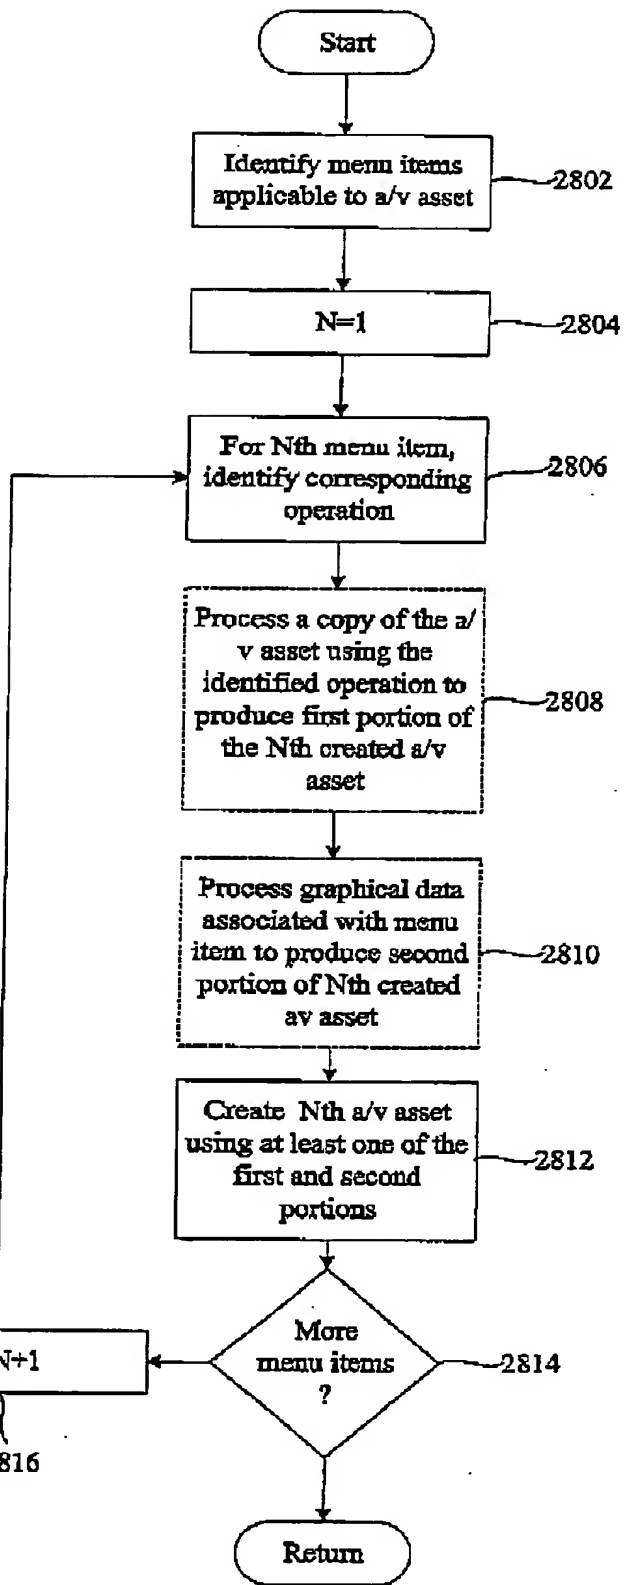 Start
Identify menu items
applicable to a/v asset
2802
N=1
2804
For Nth menu item,
identify corresponding
operation
2806
Process a copy of the a/
v asset using the
identified operation to
produce first portion of
the Nth created a/v
asset
2808
Process graphical data
associated with menu
item to produce second
portion of Nth created
av asset
2810
Create Nth a/v asset
using at least one of the
first and second
portions
2812
More
menu items
?
2814
N+1
816
Return